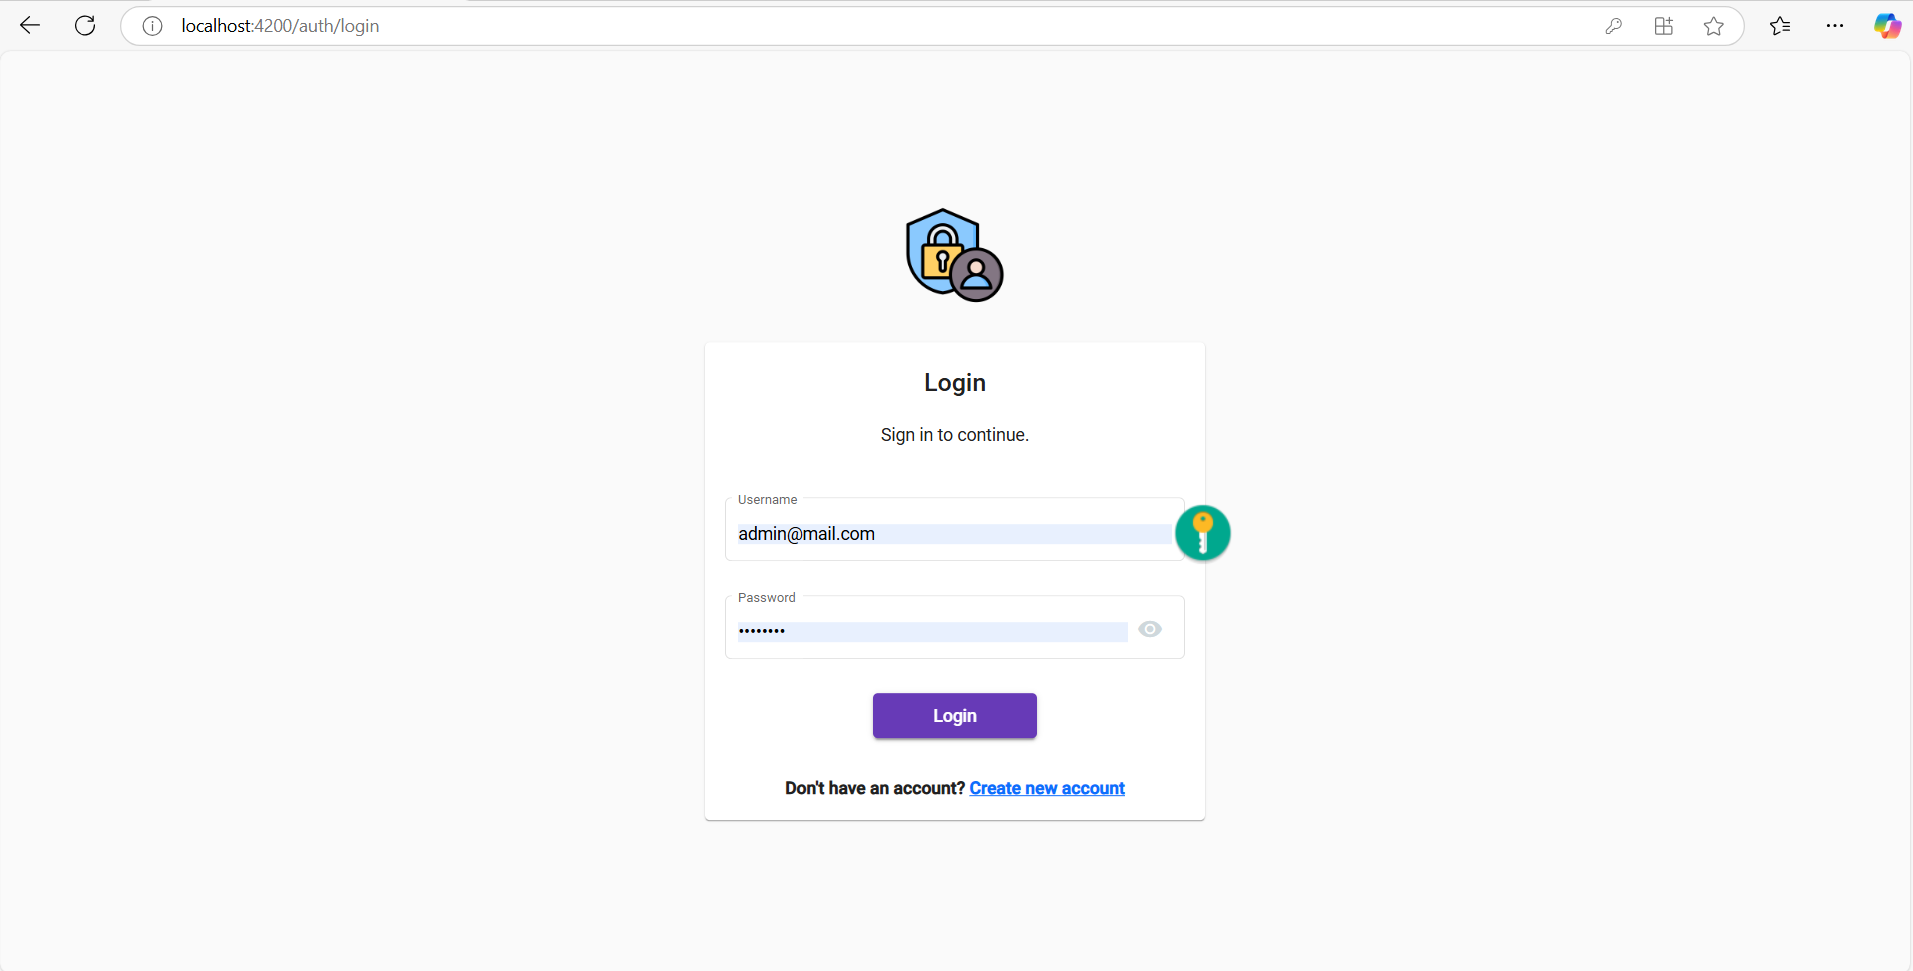 localhost:4200/auth/login
Login
Sign in to continue.
Username
admin@mail.com
Password
••••••••
Login
Don't have an account? Create new account